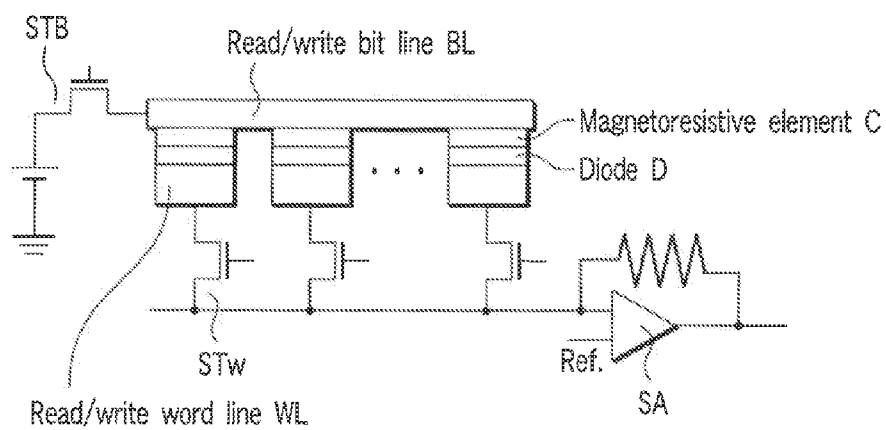 STB
Read/write bit line BL
Magnetoresistive element C
Diode D
STw
Ref.
SA
Read/write word line WL